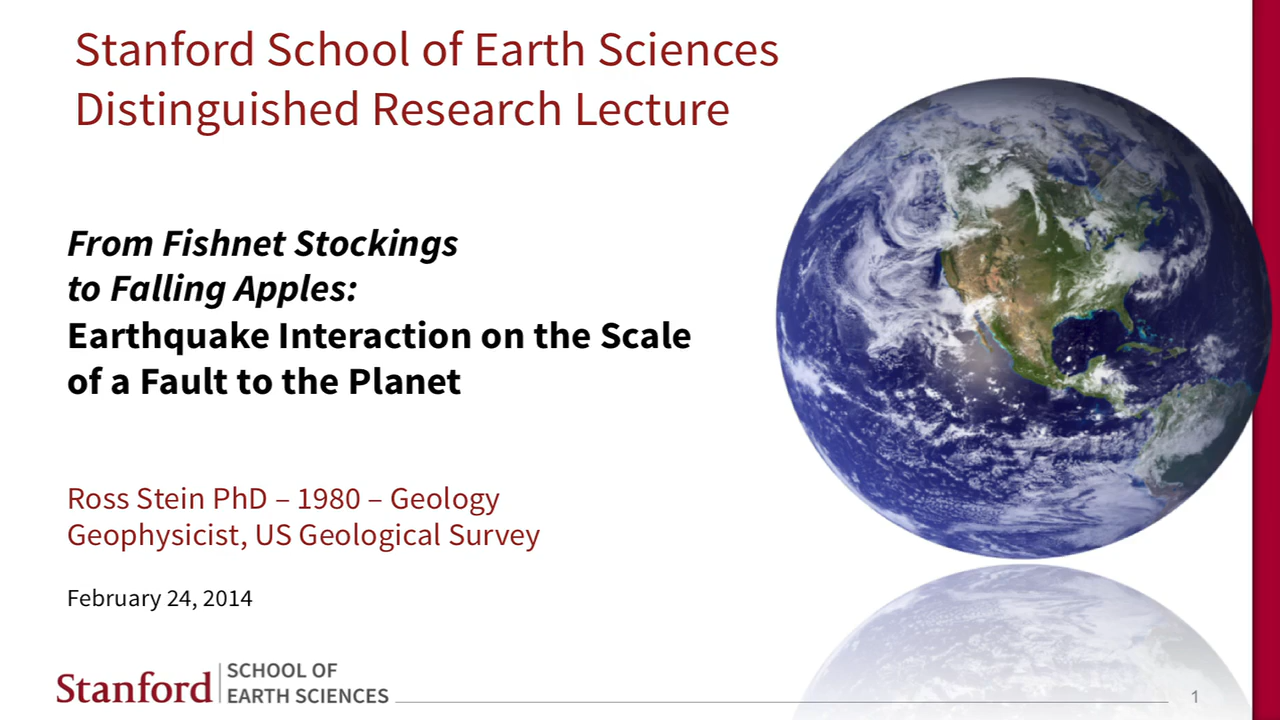 Stanford School of Earth Sciences
Distinguished Research Lecture
From Fishnet Stockings
to Falling Apples:
Earthquake Interaction on the Scale
of a Fault to the Planet
Ross Stein PhD – 1980 – Geology
Geophysicist, US Geological Survey
February 24, 2014
Stanford
SCHOOL OF
EARTH SCIENCES
1